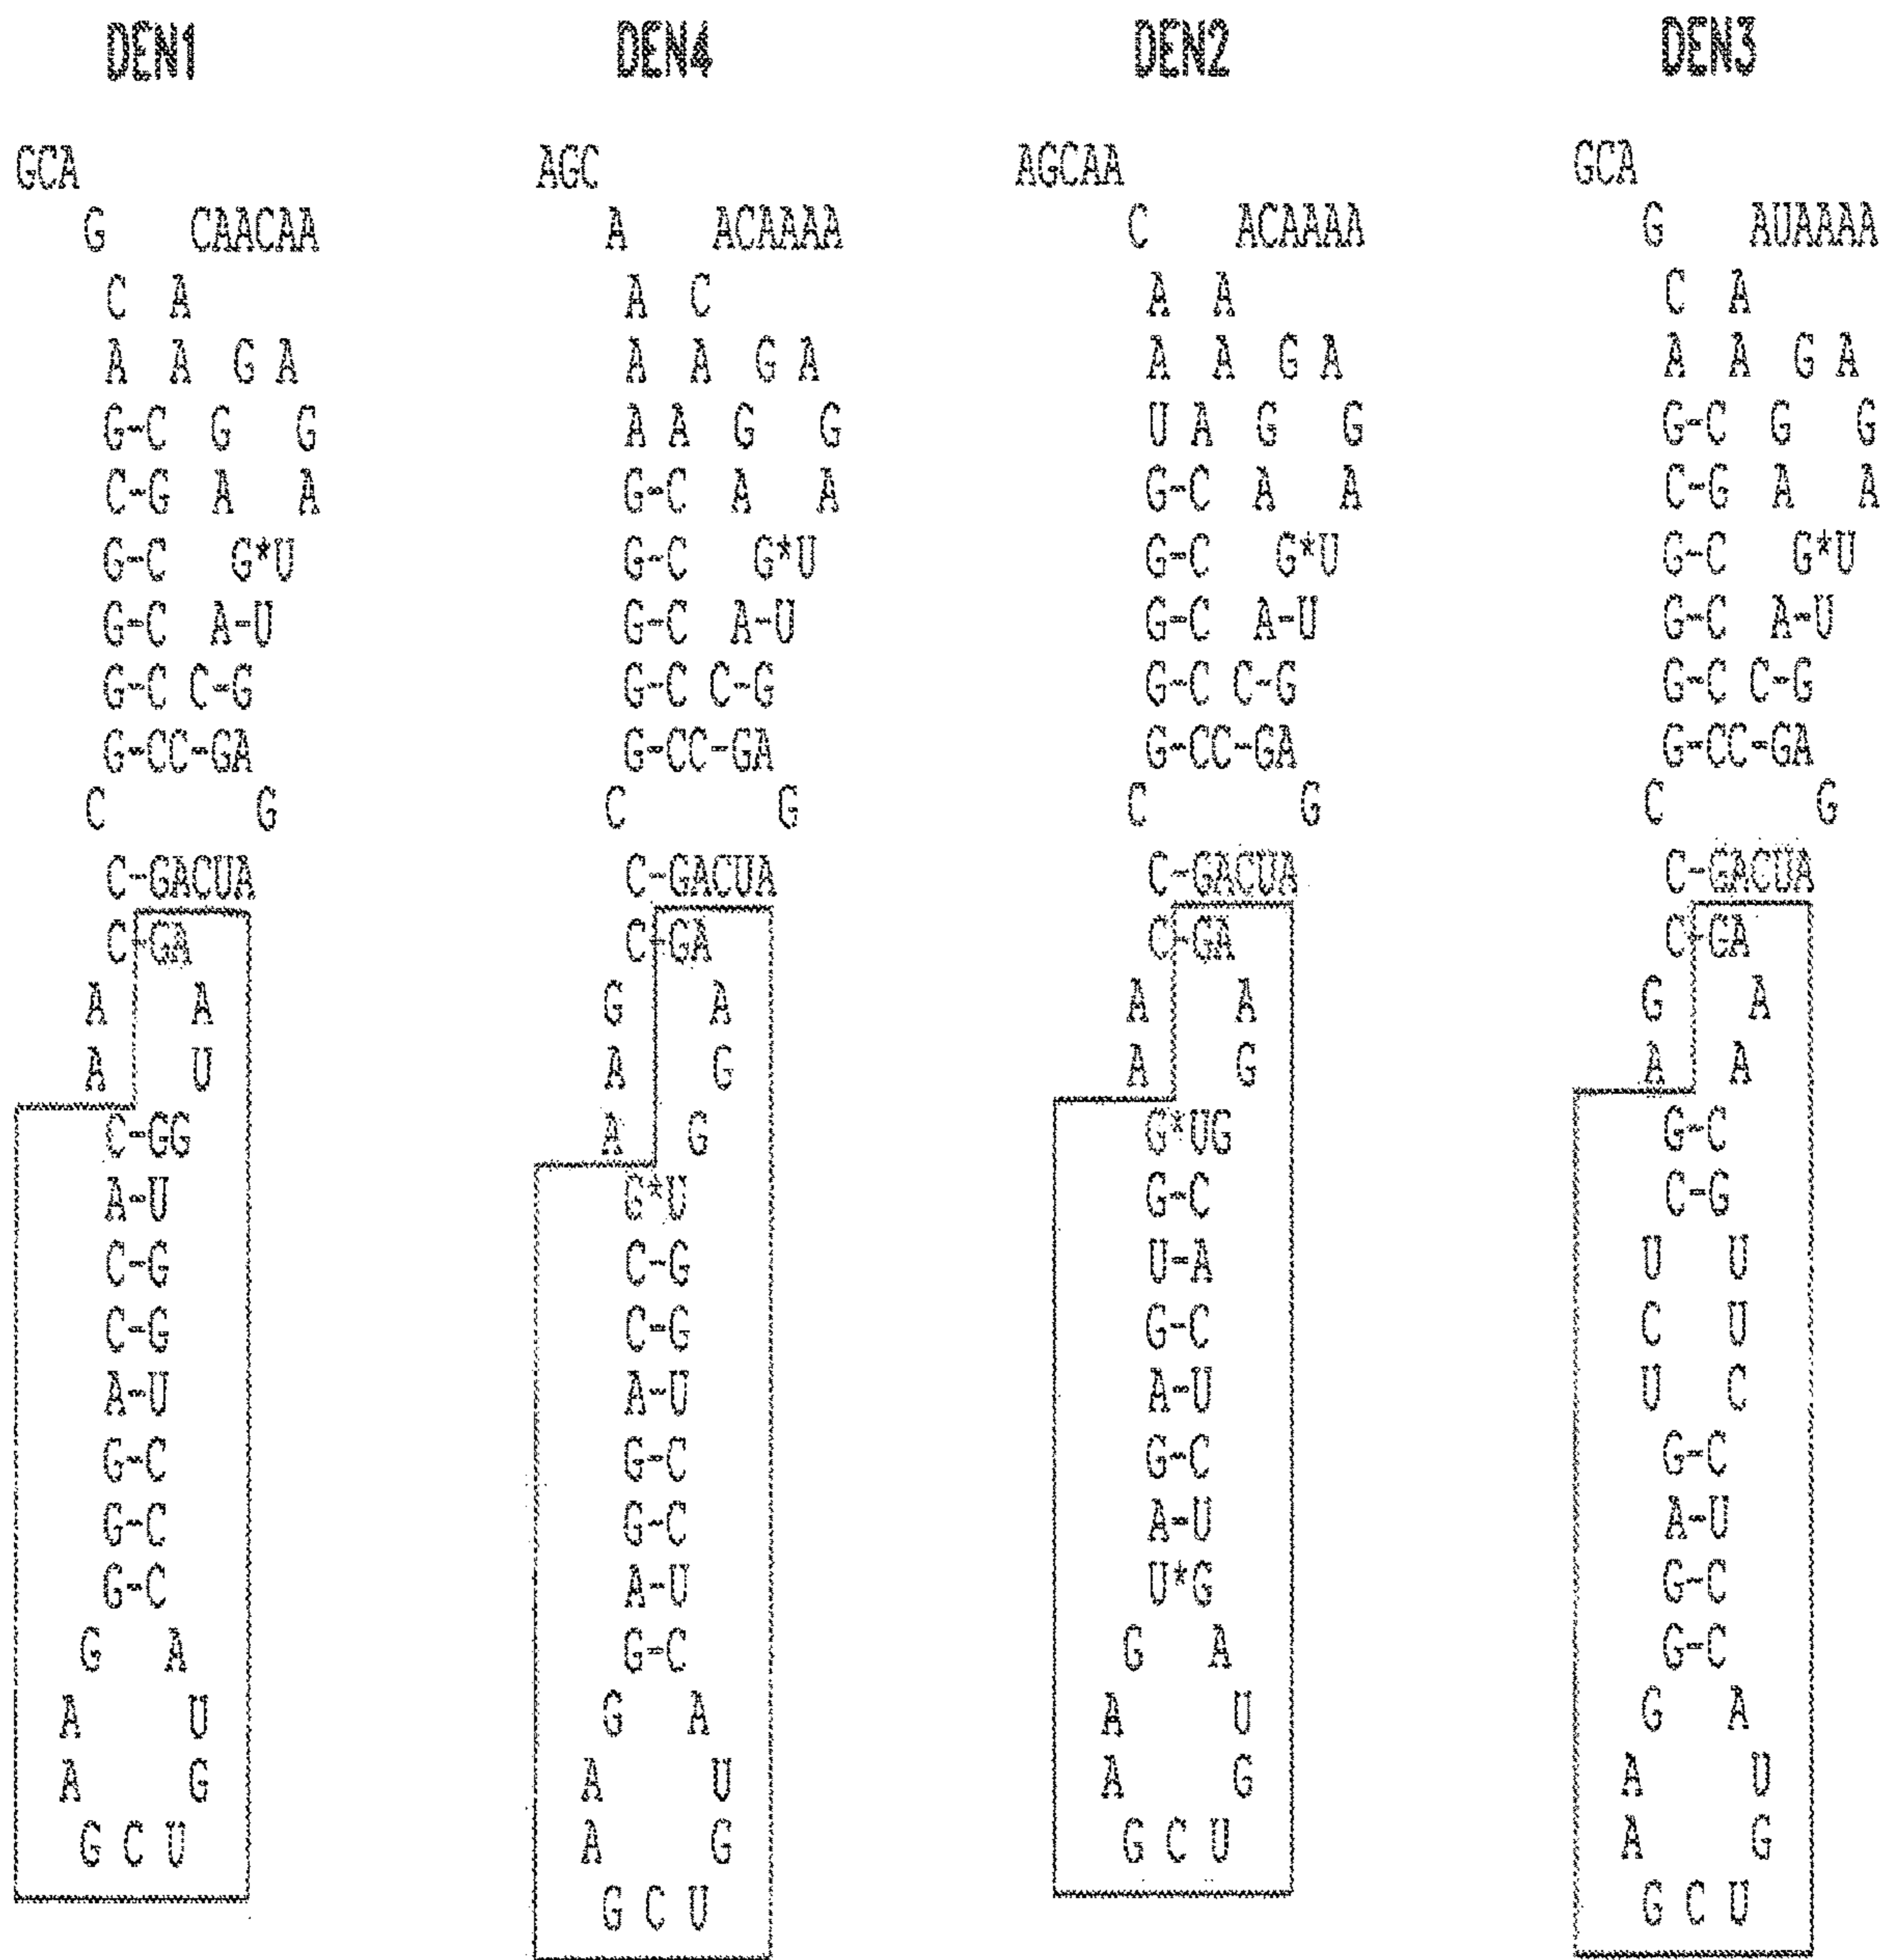 DEN1 DEN4 DEN2 DEN3
GCA AGC AGCAA GCA
G CAACAA A ACAAAA C ACAAAA G AUAAAA
C A A C A A C A
A A G A A A G A A A G A A A G A
G-C G G A A G G U A G G G-C G G
C-G A A G-C A A G-C A A C-G A A
G-C G*U G-C G*U G-C G*U G-C G*U
G-C A-U G-C A-U G-C A-U G-C A-U
G-C C-G G-C C-G G-C C-G G-C C-G
G-CC-GA G-CC-GA G-CC-GA G-CC-GA
C G C G C G C G
C-GACUA C-GACUA C-GACUA C-GACUA
C-GA C-GA C-GA C-GA
A A G A A A G A
A U A G A G A A
C-GG A G G*UG G-C
A-U G*U G-C C-G
C-G C-G U-A U U
C-G C-G G-C C U
A-U A-U A-U U C
G-C G-C G-C G-C
G-C G-C A-U A-U
G-C A-U U*G G-C
G A G-C G A G-C
A U G A A U G A
A G A U A G A U
G C U A G G C U A G
G C U G C U